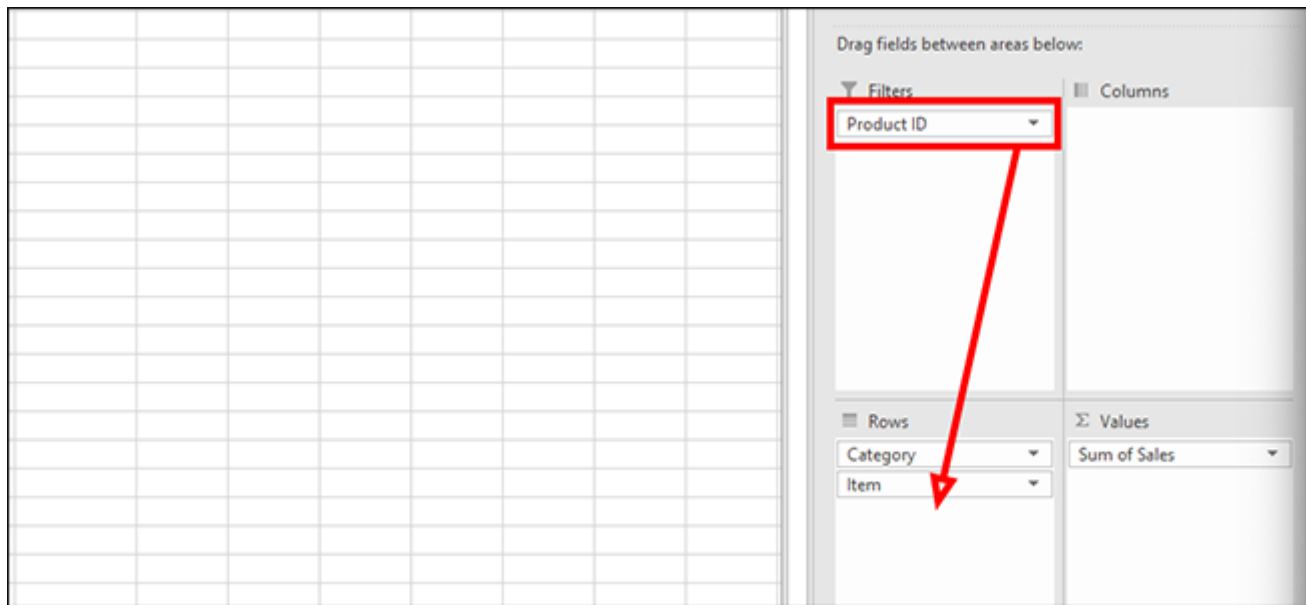 Drag fields between areas below:
Filters
Columns
Product ID
Rows
Σ Values
Category
Sum of Sales
Item